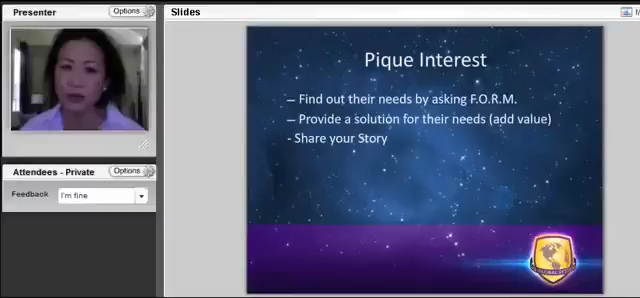 Presenter
Options
Slides
Pique Interest
– Find out their needs by asking F.O.R.M.
– Provide a solution for their needs (add value)
- Share your Story
Attendees - Private
Options
Feedback
I'm fine